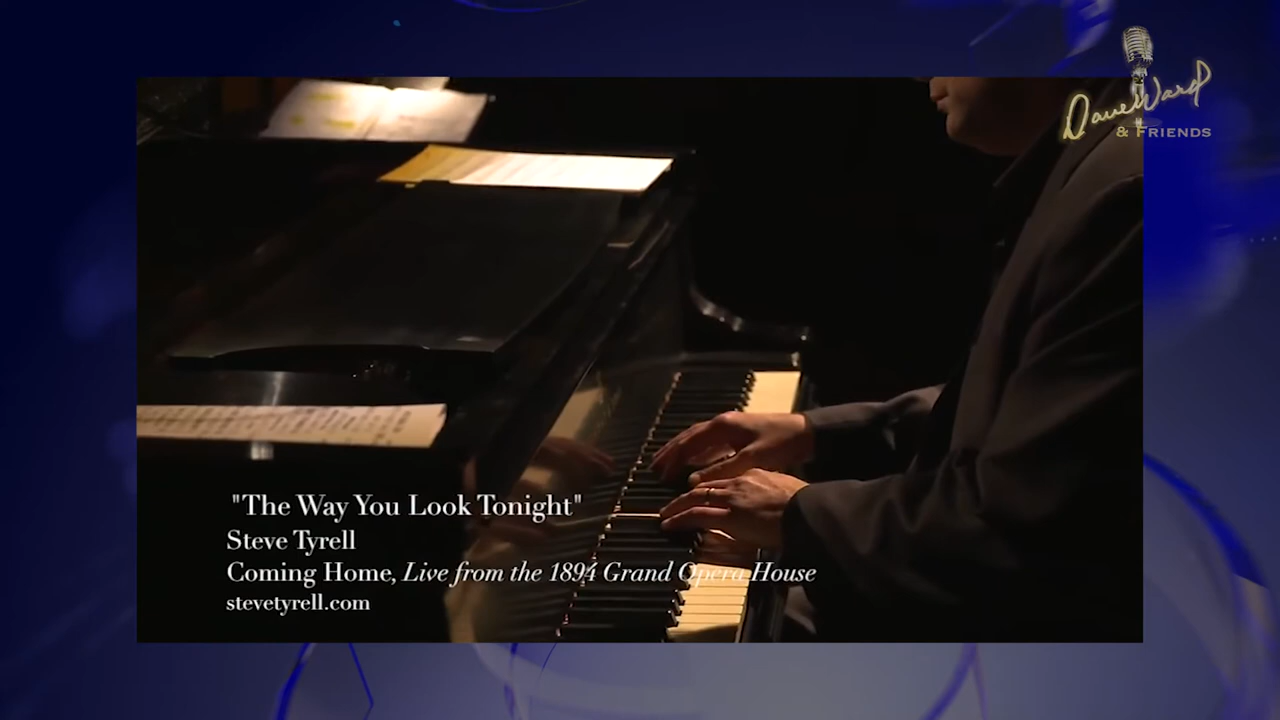 Dave Ward
& FRIENDS
"The Way You Look Tonight"
Steve Tyrell
Coming Home, Live from the 1894 Grand Opera House
stevetyrell.com